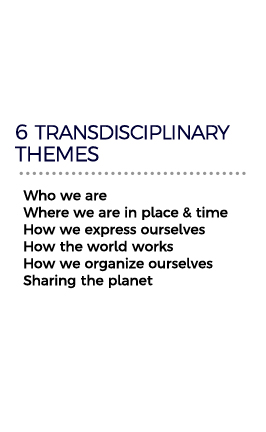 6 TRANSDISCIPLINARY
THEMES
Who we are
Where we are in place & time
How we express ourselves
How the world works
How we organize ourselves
Sharing the planet